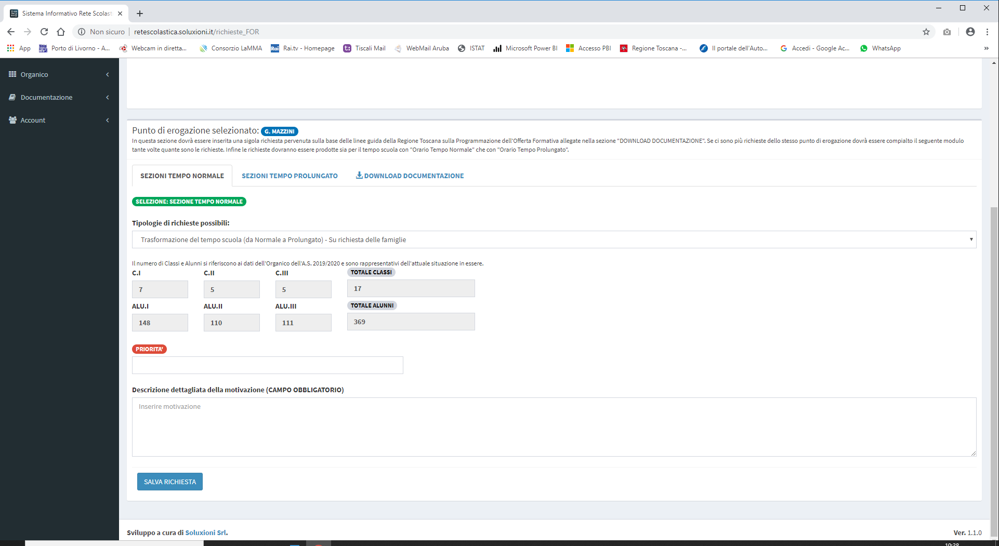 Sistema Informativo Rete Scolast
Non sicuro
retescolastica.soluxioni.it/richieste_FOR
App
Porto di Livorno - A...
Webcam in diretta...
Consorzio LaMMA
Rai.tv - Homepage
Tiscali Mail
WebMail Aruba
ISTAT
Microsoft Power BI
Accesso PBI
Regione Toscana -...
Il portale dell'Auto...
Accedi - Google Ac...
WhatsApp
»
Organico
Documentazione
Account
Punto di erogazione selezionato: G. MAZZINI
In questa sezione dovrà essere inserita una sigola richiesta pervenuta sulla base delle linee guida della Regione Toscana sulla Programmazione dell'Offerta Formativa allegate nella sezione "DOWNLOAD DOCUMENTAZIONE". Se ci sono più richieste dello stesso punto di erogazione dovrà essere compialto il seguente modulo
tante volte quante sono le richieste. Infine le richieste dovranno essere prodotte sia per il tempo scuola con "Orario Tempo Normale" che con "Orario Tempo Prolungato".
SEZIONI TEMPO NORMALE
SEZIONI TEMPO PROLUNGATO
DOWNLOAD DOCUMENTAZIONE
SELEZIONE: SEZIONE TEMPO NORMALE
Tipologie di richieste possibili:
Trasformazione del tempo scuola (da Normale a Prolungato) - Su richiesta delle famiglie
Il numero di Classi e Alunni si riferiscono ai dati dell'Organico dell'A.S. 2019/2020 e sono rappresentativi dell'attuale situazione in essere.
C.I
C.II
C.III
TOTALE CLASSI
7
5
5
17
ALU.I
ALU.II
ALU.III
TOTALE ALUNNI
148
110
111
369
PRIORITA'
Descrizione dettagliata della motivazione (CAMPO OBBLIGATORIO)
Inserire motivazione
SALVA RICHIESTA
Sviluppo a cura di Soluxioni Srl.
Ver. 1.1.0